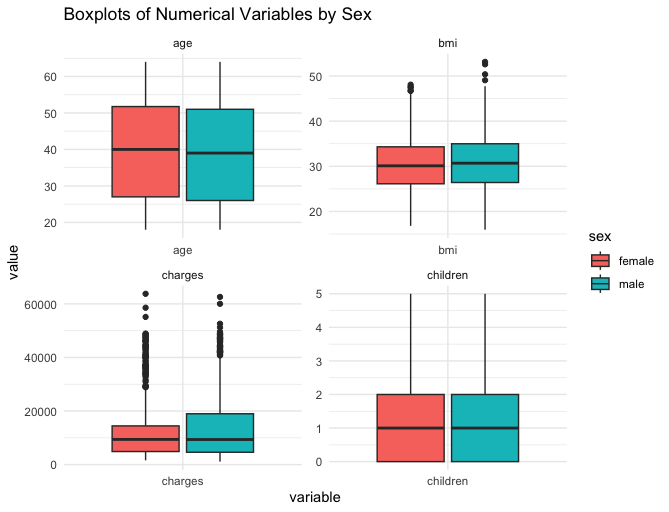 Boxplots of Numerical Variables by Sex
age
bmi
60
50
40
30
20
50
40
30
20
age
bmi
value
sex
female
male
charges
children
60000
40000
20000
0
5
4
3
2
1
0
charges
children
variable